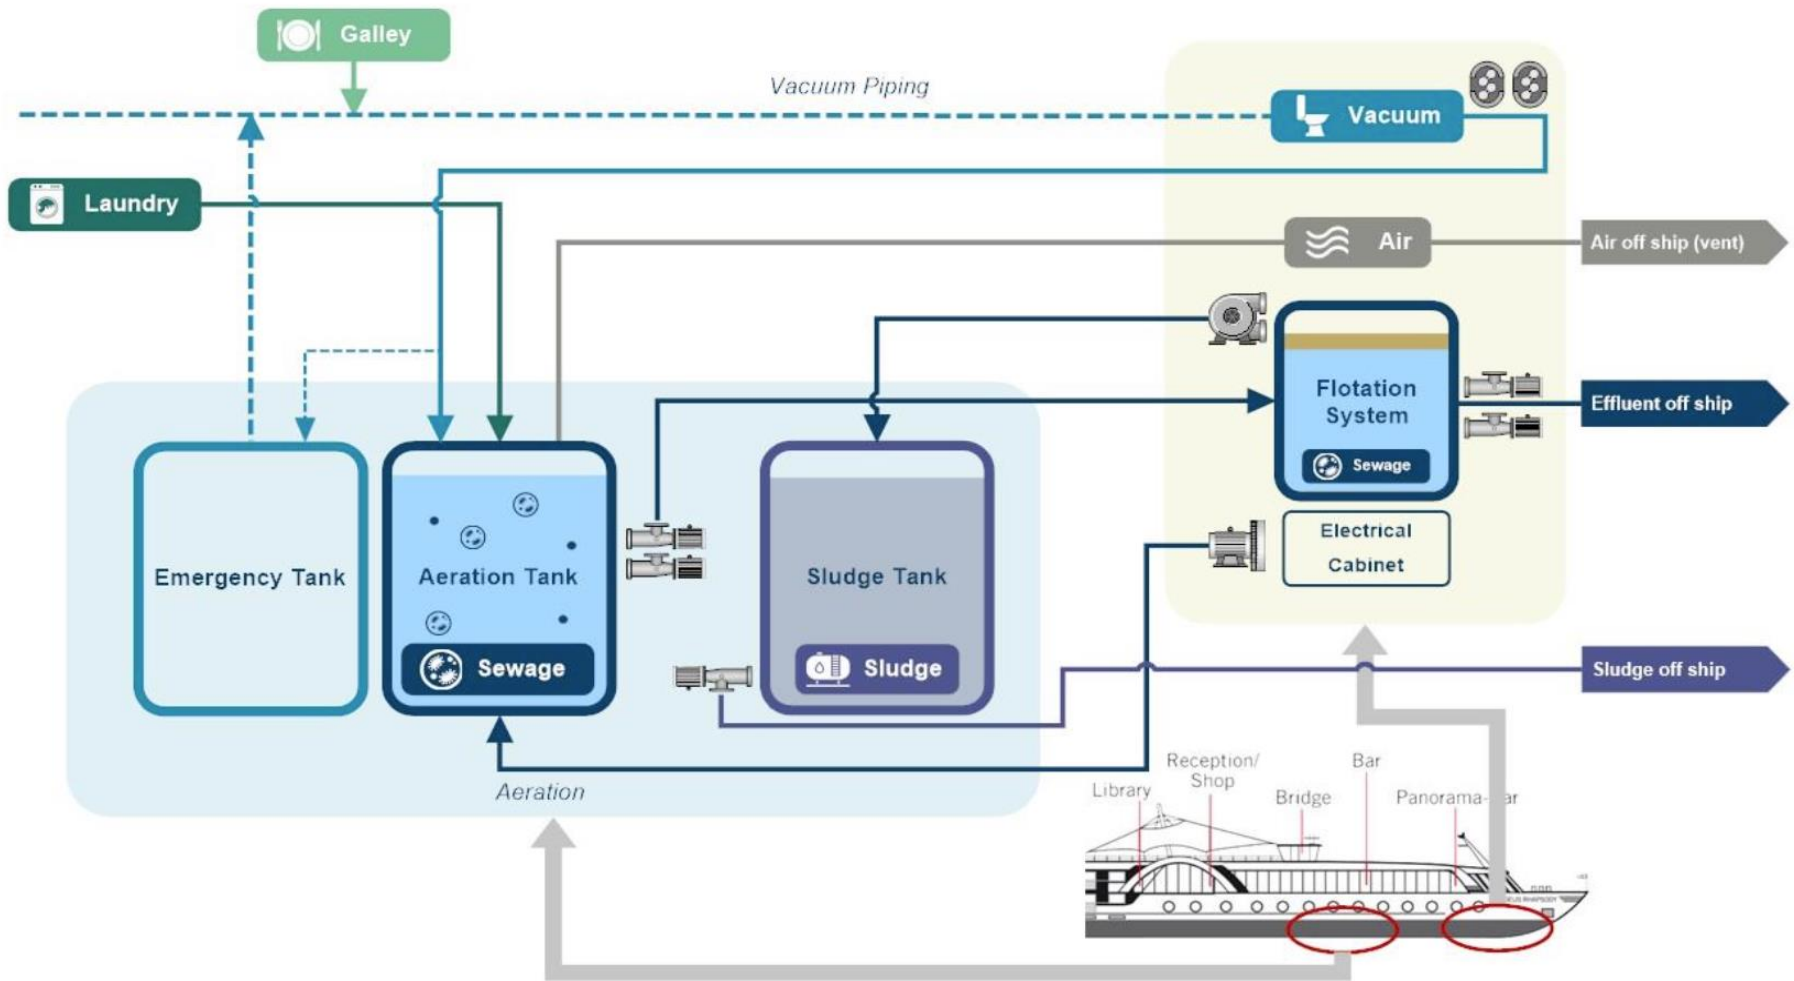 Galley
Vacuum Piping
Vacuum
Laundry
Air
Air off ship (vent)
Flotation
System
Sewage
Effluent off ship
Emergency Tank
Aeration Tank
Sewage
Sludge Tank
Sludge
Electrical
Cabinet
Sludge off ship
Aeration
Library
Reception/
Shop
Bridge
Bar
Panorama-